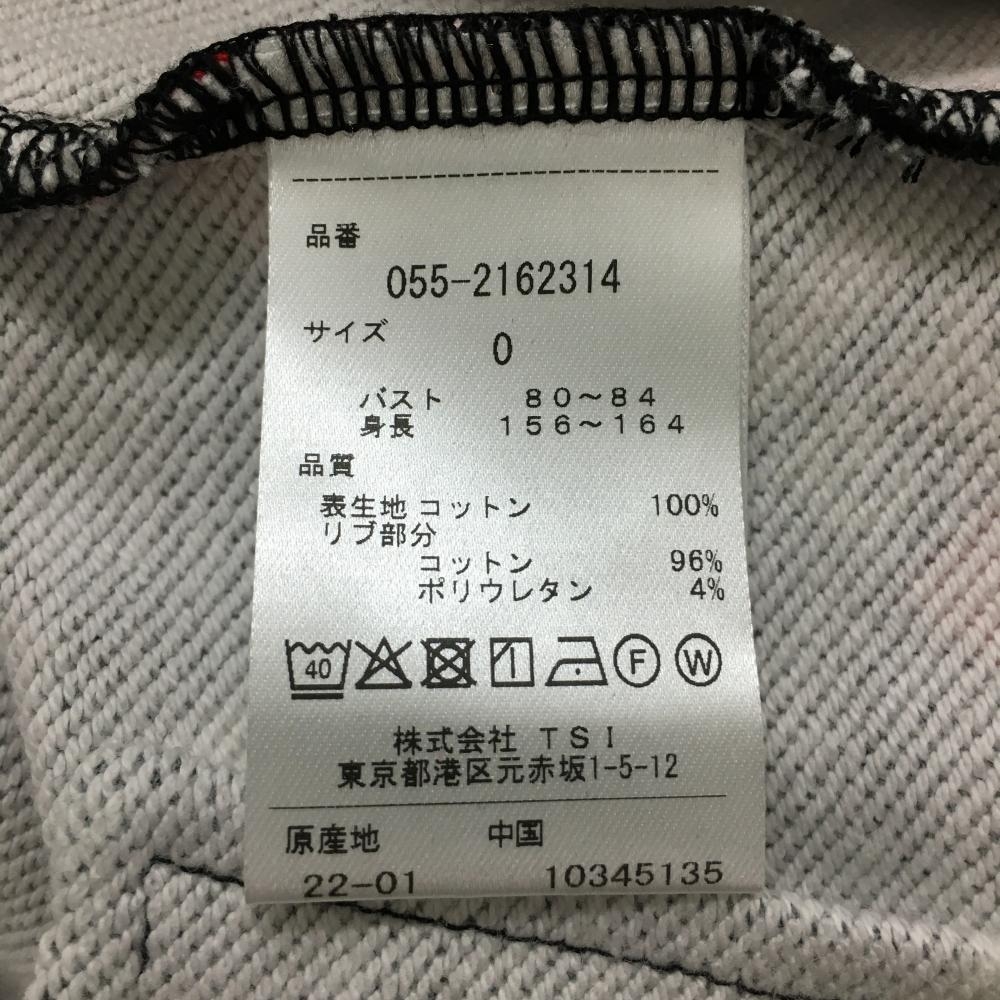 品番
055-2162314
サイズ 0
バスト 80～84
身長 156～164
品質
表生地 コットン 100%
リブ部分
コットン 96%
ポリウレタン 4%
40 F W
株式会社 TSI
東京都港区元赤坂1-5-12
原産地 中国
22-01 10345135